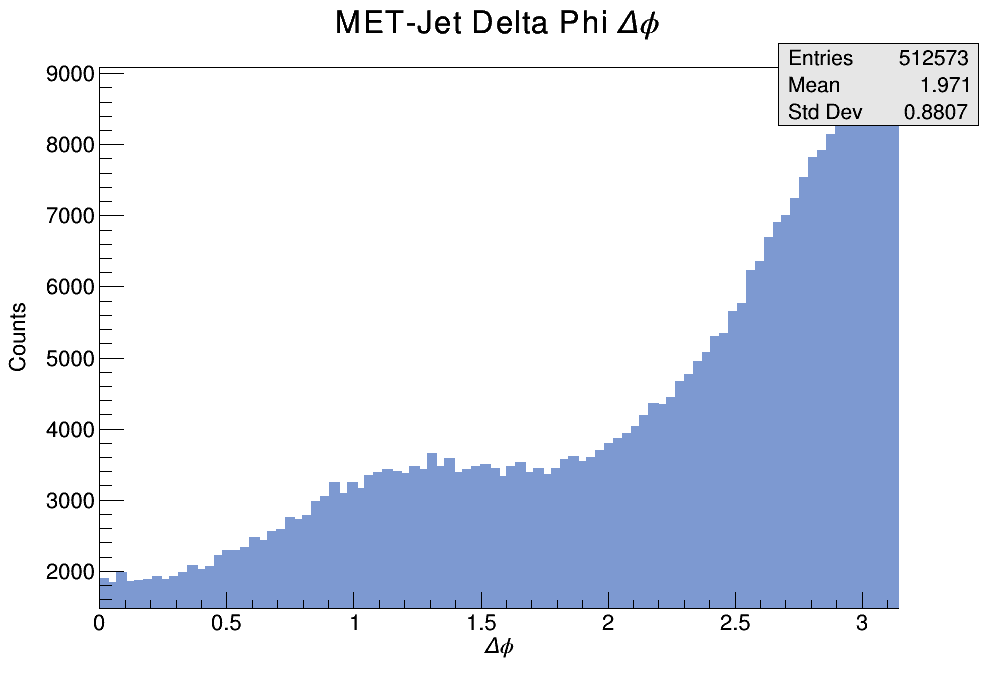 MET-Jet Delta Phi Δϕ
Entries 512573
Mean 1.971
Std Dev 0.8807
9000
8000
7000
6000
5000
4000
3000
2000
Counts
0 0.5 1 1.5 2 2.5 3
Δϕ